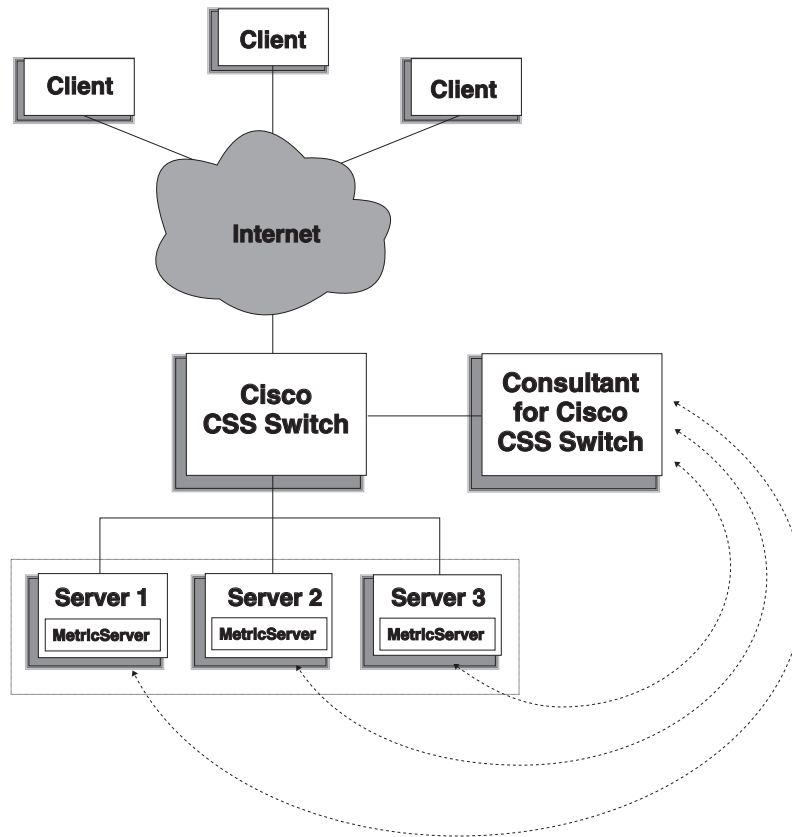 Client
Client
Client
Internet
Cisco
CSS Switch
Consultant
for Cisco
CSS Switch
Server 1
MetricServer
Server 2
MetricServer
Server 3
MetricServer